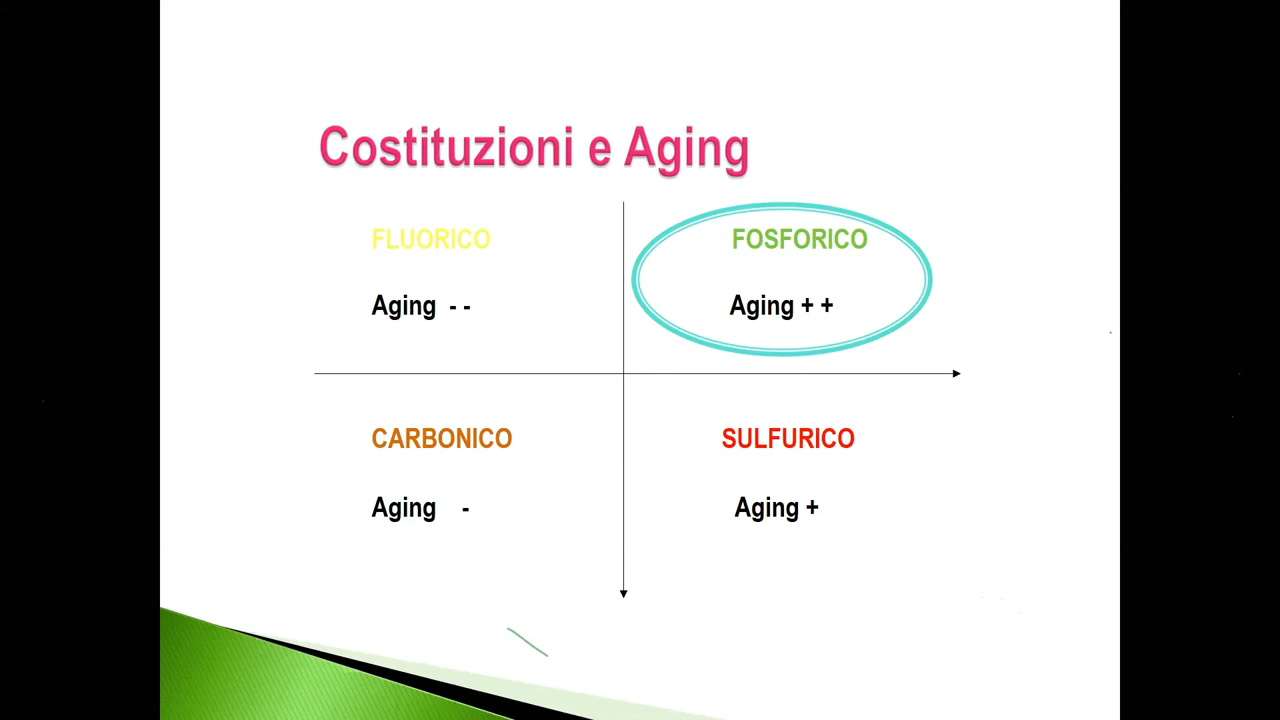 Costituzioni e Aging
FLUORICO
FOSFORICO
Aging - -
Aging + +
CARBONICO
SULFURICO
Aging -
Aging +